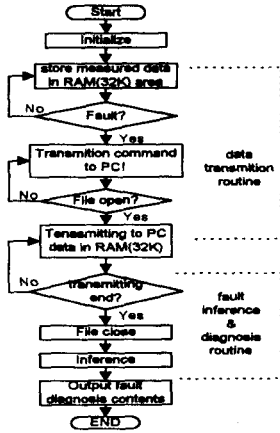 Start
Initialize
store measured data
in RAM(32K) area
No
Fault?
Yes
Transmition command
to PC!
No
File open?
Yes
Tensmitting to PC
data in RAM(32K)
No
transmitting
end?
Yes
File close
Inference
Output fault
diagnosis contents
END
data
transmition
routine
fault
inference
&
diagnosis
routine